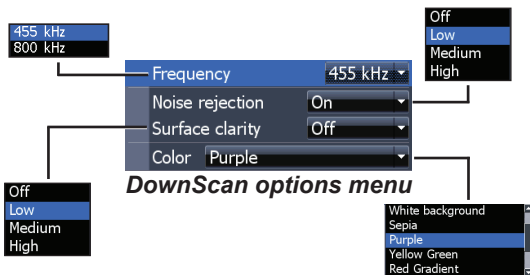 455 kHz
800 kHz
Off
Low
Medium
High
Frequency 455 kHz
Noise rejection On
Surface clarity Off
Color Purple
DownScan options menu
Off
Low
Medium
High
White background
Sepia
Purple
Yellow Green
Red Gradient